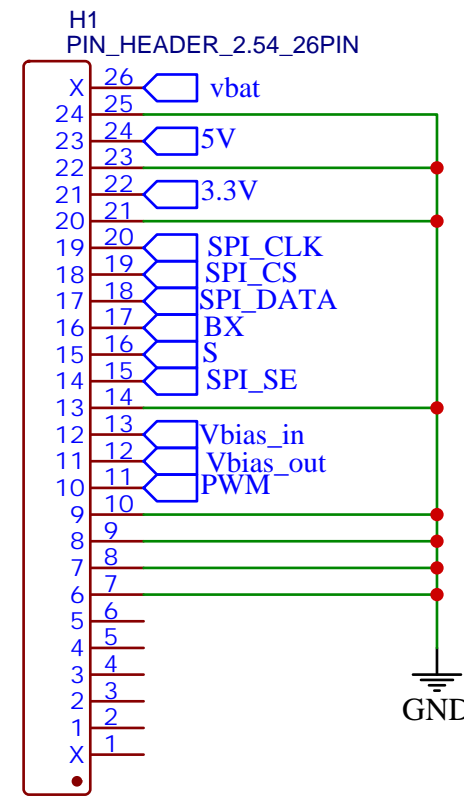 H1
PIN_HEADER_2.54_26PIN
X 26 vbat
24 25
23 24 5V
22 23
21 22 3.3V
20 21
19 20 SPI_CLK
18 19 SPI_CS
17 18 SPI_DATA
16 17 BX
15 16 S
14 15 SPI_SE
13 14
12 13 Vbias_in
11 12 Vbias_out
10 11 PWM
9 10
8 9
7 8
6 7
5 6
4 5
3 4
2 3
1 2
X 1
GND